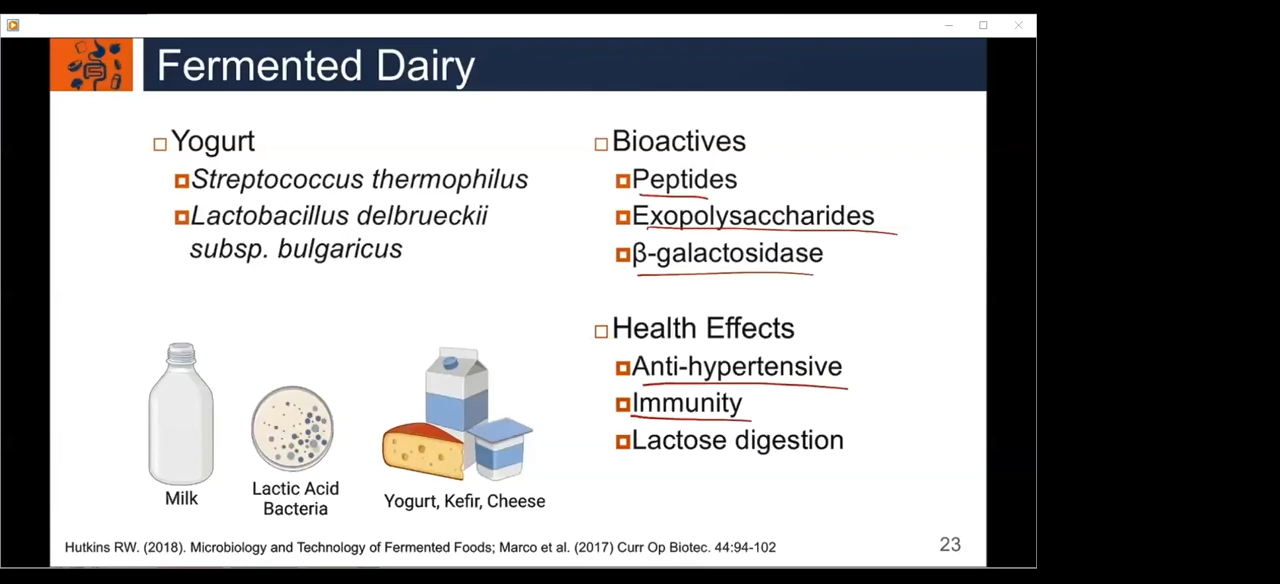 Fermented Dairy
Yogurt
Streptococcus thermophilus
Lactobacillus delbrueckii
subsp. bulgaricus
Bioactives
Peptides
Exopolysaccharides
β-galactosidase
Health Effects
Anti-hypertensive
Immunity
Lactose digestion
Milk
Lactic Acid
Bacteria
Yogurt, Kefir, Cheese
Hutkins RW. (2018). Microbiology and Technology of Fermented Foods; Marco et al. (2017) Curr Op Biotec. 44:94-102
23